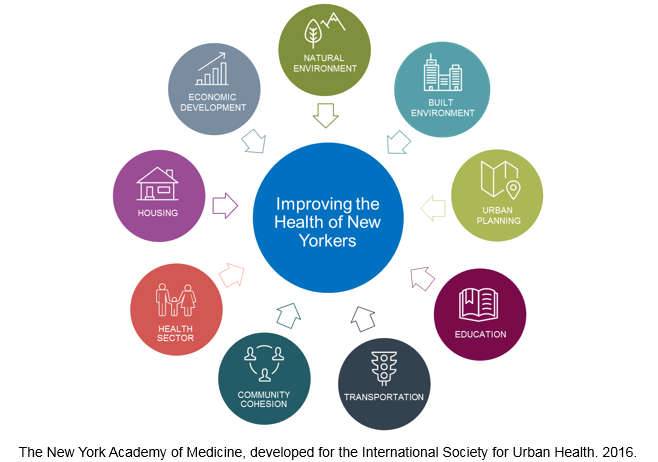 NATURAL
ENVIRONMENT
BUILT
ENVIRONMENT
URBAN
PLANNING
EDUCATION
TRANSPORTATION
COMMUNITY
COHESION
HEALTH
SECTOR
HOUSING
ECONOMIC
DEVELOPMENT
Improving the
Health of New
Yorkers
The New York Academy of Medicine, developed for the International Society for Urban Health. 2016.